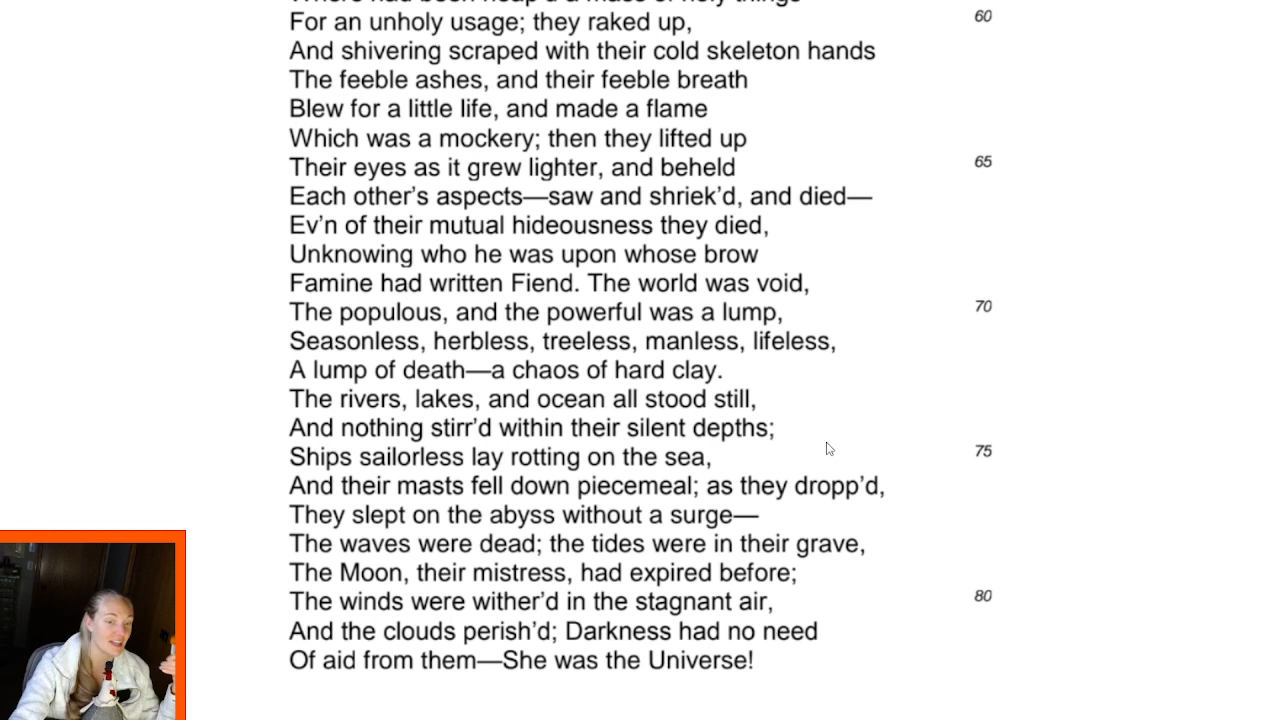 For an unholy usage; they raked up,
60
And shivering scraped with their cold skeleton hands
The feeble ashes, and their feeble breath
Blew for a little life, and made a flame
Which was a mockery; then they lifted up
Their eyes as it grew lighter, and beheld
65
Each other’s aspects—saw and shriek’d, and died—
Ev’n of their mutual hideousness they died,
Unknowing who he was upon whose brow
Famine had written Fiend. The world was void,
The populous, and the powerful was a lump,
70
Seasonless, herbless, treeless, manless, lifeless,
A lump of death—a chaos of hard clay.
The rivers, lakes, and ocean all stood still,
And nothing stirr’d within their silent depths;
Ships sailorless lay rotting on the sea,
75
And their masts fell down piecemeal; as they dropp’d,
They slept on the abyss without a surge—
The waves were dead; the tides were in their grave,
The Moon, their mistress, had expired before;
The winds were wither’d in the stagnant air,
80
And the clouds perish’d; Darkness had no need
Of aid from them—She was the Universe!